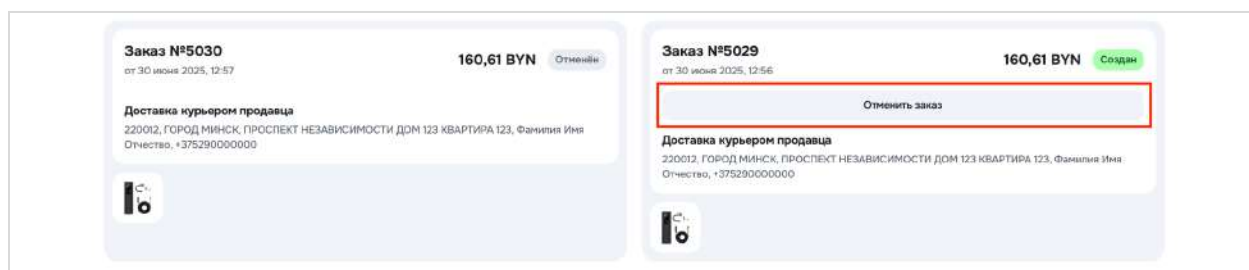 Заказ №5030
160,61 BYN
Отменён
от 30 июня 2025, 12:57
Доставка курьером продавца
220012, ГОРОД МИНСК, ПРОСПЕКТ НЕЗАВИСИМОСТИ ДОМ 123 КВАРТИРА 123, Фамилия Имя
Отчество, +375290000000
Заказ №5029
160,61 BYN
Создан
от 30 июня 2025, 12:56
Отменить заказ
Доставка курьером продавца
220012, ГОРОД МИНСК, ПРОСПЕКТ НЕЗАВИСИМОСТИ ДОМ 123 КВАРТИРА 123, Фамилия Имя
Отчество, +375290000000